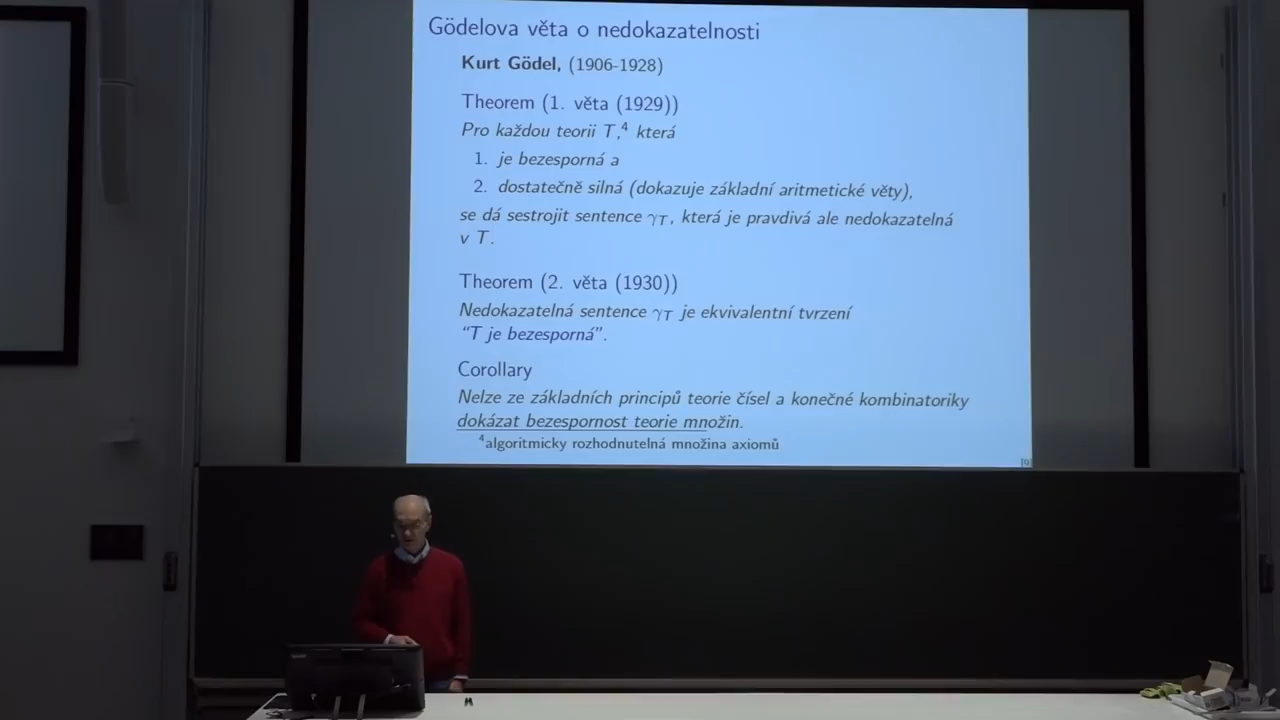 Gödelova věta o nedokazatelnosti
Kurt Gödel, (1906-1928)
Theorem (1. věta (1929))
Pro každou teorii T,⁴ která
1. je bezesporná a
2. dostatečně silná (dokazuje základní aritmetické věty),
se dá sestrojit sentence γT, která je pravdivá ale nedokazatelná
v T.
Theorem (2. věta (1930))
Nedokazatelná sentence γT je ekvivalentní tvrzení
“T je bezesporná”.
Corollary
Nelze ze základních principů teorie čísel a konečné kombinatoriky
dokázat bezespornost teorie množin.
⁴algoritmicky rozhodnutelná množina axiomů
[9]